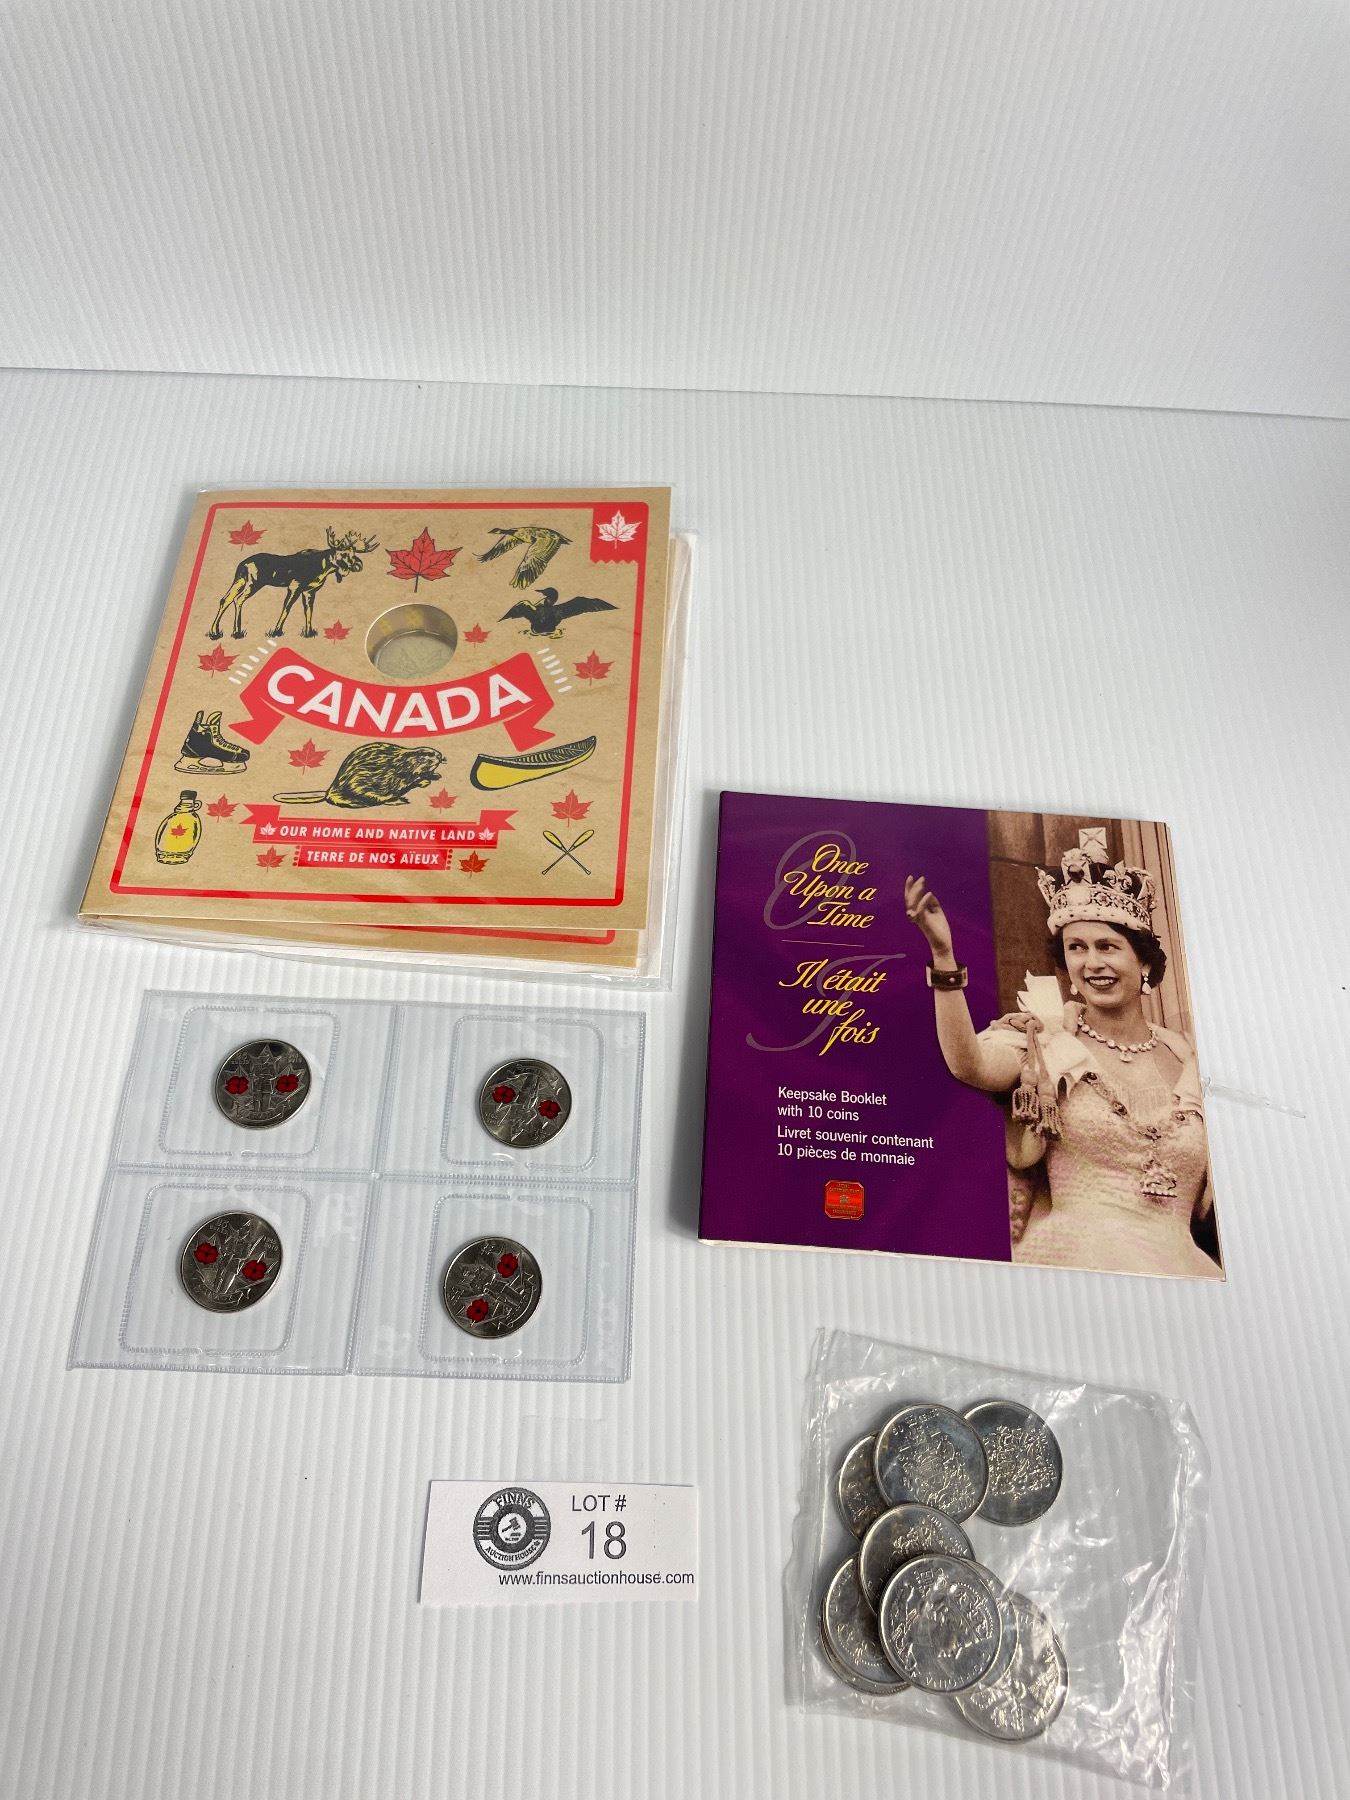 CANADA
OUR HOME AND NATIVE LAND
TERRE DE NOS AÏEUX
Once
Upon a
Time
Il était
une
fois
Keepsake Booklet
with 10 coins
Livret souvenir contenant
10 pièces de monnaie
FINNS
AUCTION HOUSE
LOT #
18
www.finnsauctionhouse.com